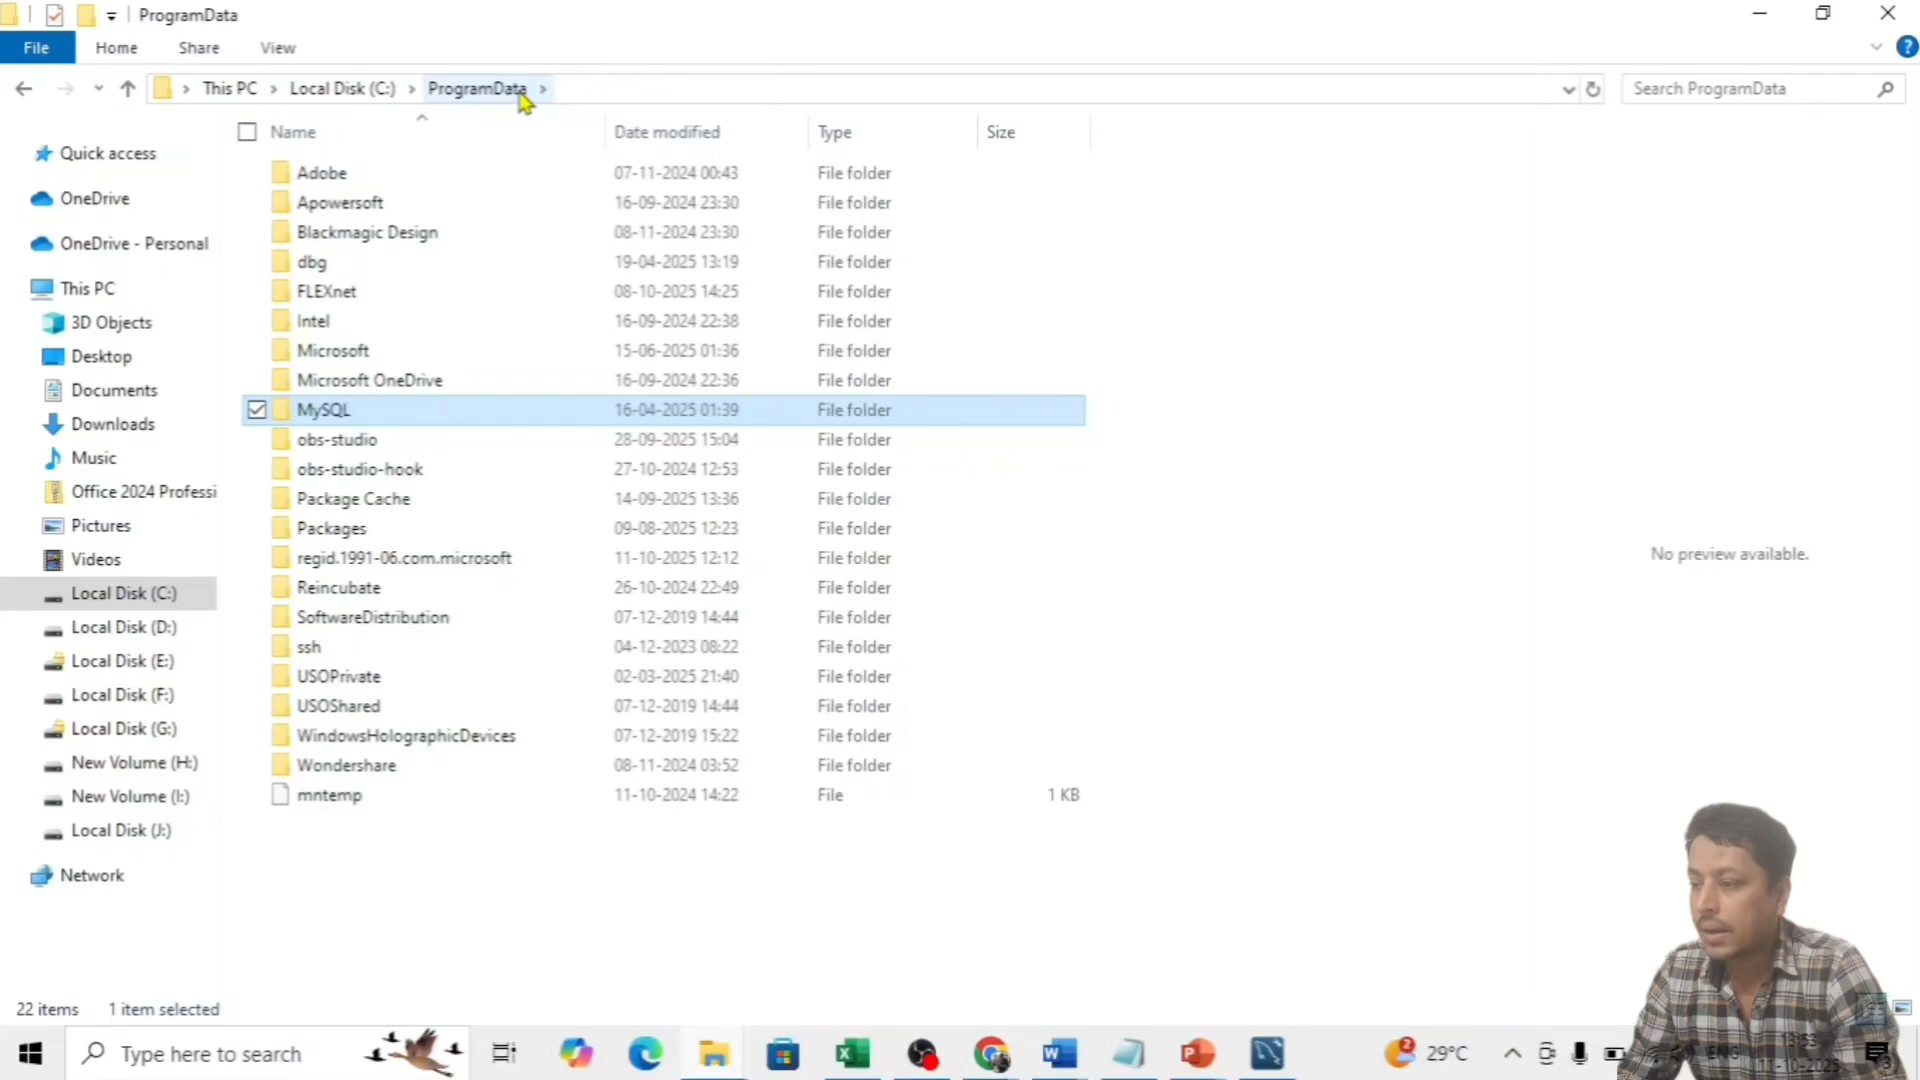 ProgramData
File Home Share View
This PC Local Disk (C:) ProgramData Search ProgramData
Name Date modified Type Size
Quick access
OneDrive
OneDrive - Personal
This PC
3D Objects
Desktop
Documents
Downloads
Music
Office 2024 Professi
Pictures
Videos
Local Disk (C:)
Local Disk (D:)
Local Disk (E:)
Local Disk (F:)
Local Disk (G:)
New Volume (H:)
New Volume (I:)
Local Disk (J:)
Network
Adobe 07-11-2024 00:43 File folder
Apowersoft 16-09-2024 23:30 File folder
Blackmagic Design 08-11-2024 23:30 File folder
dbg 19-04-2025 13:19 File folder
FLEXnet 08-10-2025 14:25 File folder
Intel 16-09-2024 22:38 File folder
Microsoft 15-06-2025 01:36 File folder
Microsoft OneDrive 16-09-2024 22:36 File folder
MySQL 16-04-2025 01:39 File folder
obs-studio 28-09-2025 15:04 File folder
obs-studio-hook 27-10-2024 12:53 File folder
Package Cache 14-09-2025 13:36 File folder
Packages 09-08-2025 12:23 File folder
regid.1991-06.com.microsoft 11-10-2025 12:12 File folder
Reincubate 26-10-2024 22:49 File folder
SoftwareDistribution 07-12-2019 14:44 File folder
ssh 04-12-2023 08:22 File folder
USOPrivate 02-03-2025 21:40 File folder
USOShared 07-12-2019 14:44 File folder
WindowsHolographicDevices 07-12-2019 15:22 File folder
Wondershare 08-11-2024 03:52 File folder
mntemp 11-10-2024 14:22 File 1 KB
No preview available.
22 items 1 item selected
Type here to search
2 29°C ENG 13:53
11-10-2025